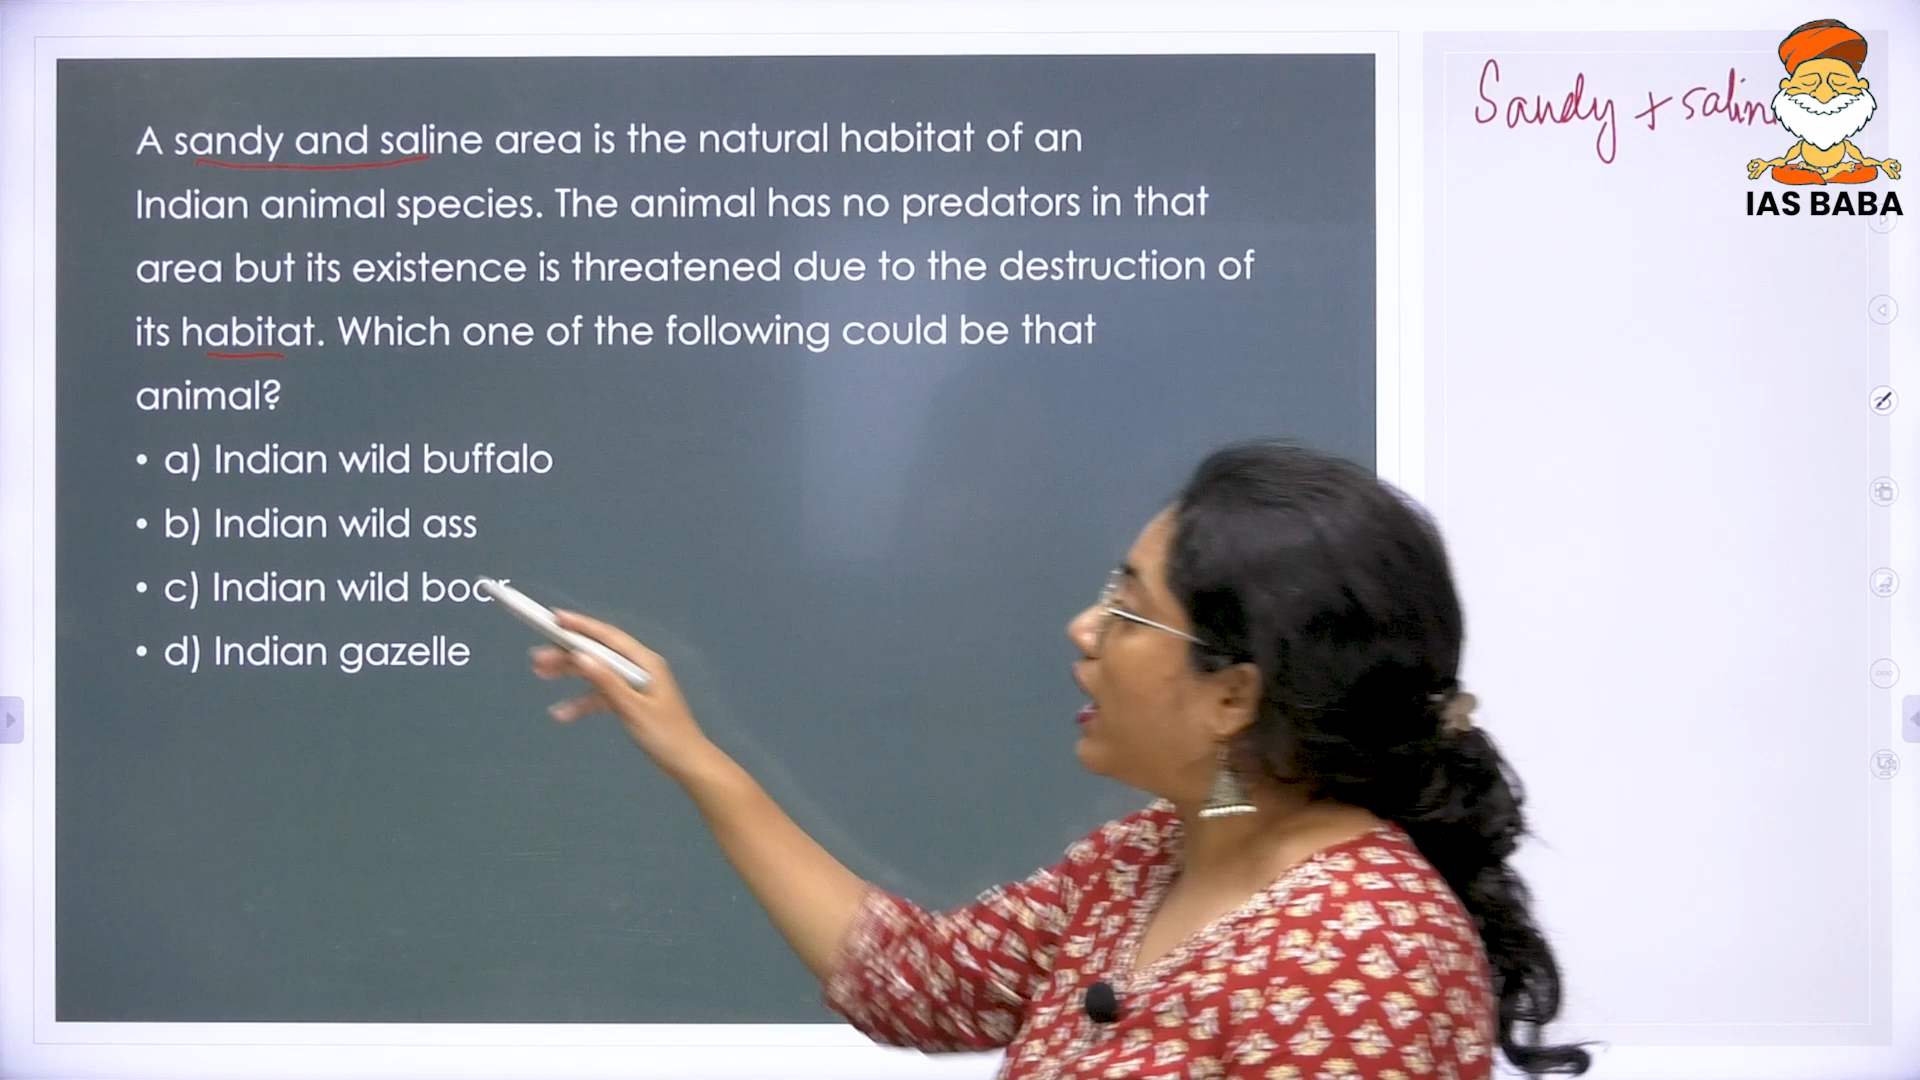 A sandy and saline area is the natural habitat of an
Indian animal species. The animal has no predators in that
area but its existence is threatened due to the destruction of
its habitat. Which one of the following could be that
animal?
• a) Indian wild buffalo
• b) Indian wild ass
• c) Indian wild boar
• d) Indian gazelle
Sandy + salin
IAS BABA